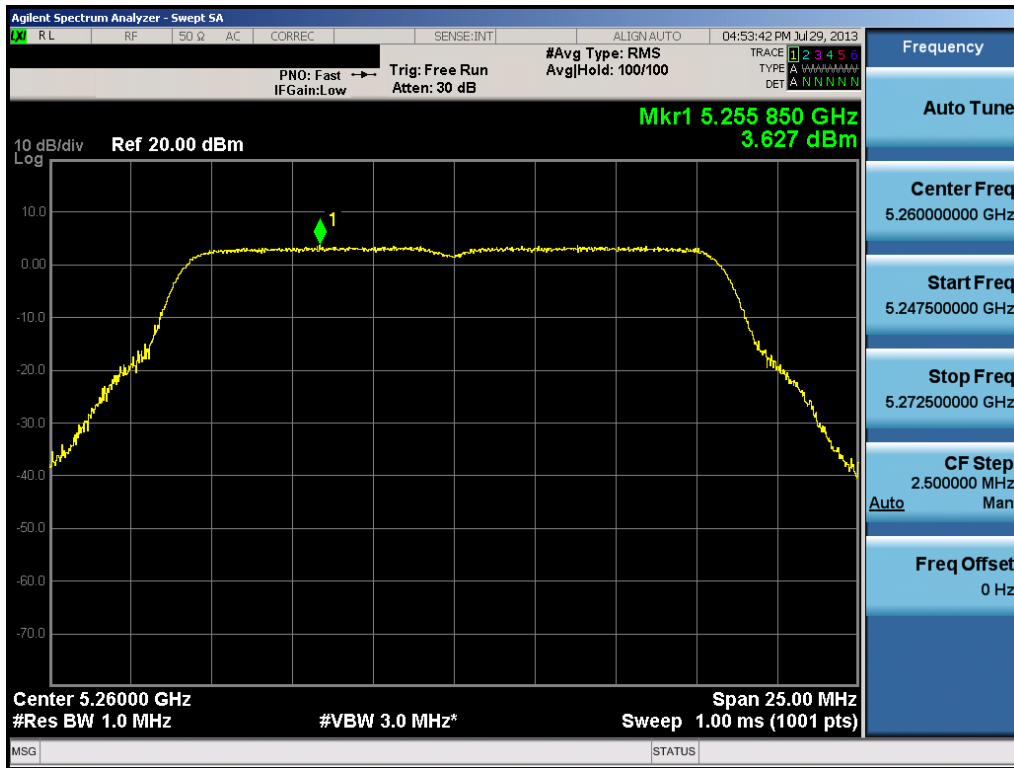 Agilent Spectrum Analyzer - Swept SA
LXI RL RF 50 Ω AC CORREC SENSE:INT ALIGN AUTO 04:53:42 PM Jul 29, 2013
PNO: Fast
IFGain:Low
Trig: Free Run
Atten: 30 dB
#Avg Type: RMS
Avg|Hold: 100/100
TRACE 1 2 3 4 5 6
TYPE A WWWWW
DET A N N N N N
Mkr1 5.255 850 GHz
3.627 dBm
10 dB/div Ref 20.00 dBm
Log
10.0
1
0.00
-10.0
-20.0
-30.0
-40.0
-50.0
-60.0
-70.0
Center 5.26000 GHz Span 25.00 MHz
#Res BW 1.0 MHz #VBW 3.0 MHz* Sweep 1.00 ms (1001 pts)
MSG STATUS
Frequency
Auto Tune
Center Freq
5.260000000 GHz
Start Freq
5.247500000 GHz
Stop Freq
5.272500000 GHz
CF Step
2.500000 MHz
Auto Man
Freq Offset
0 Hz